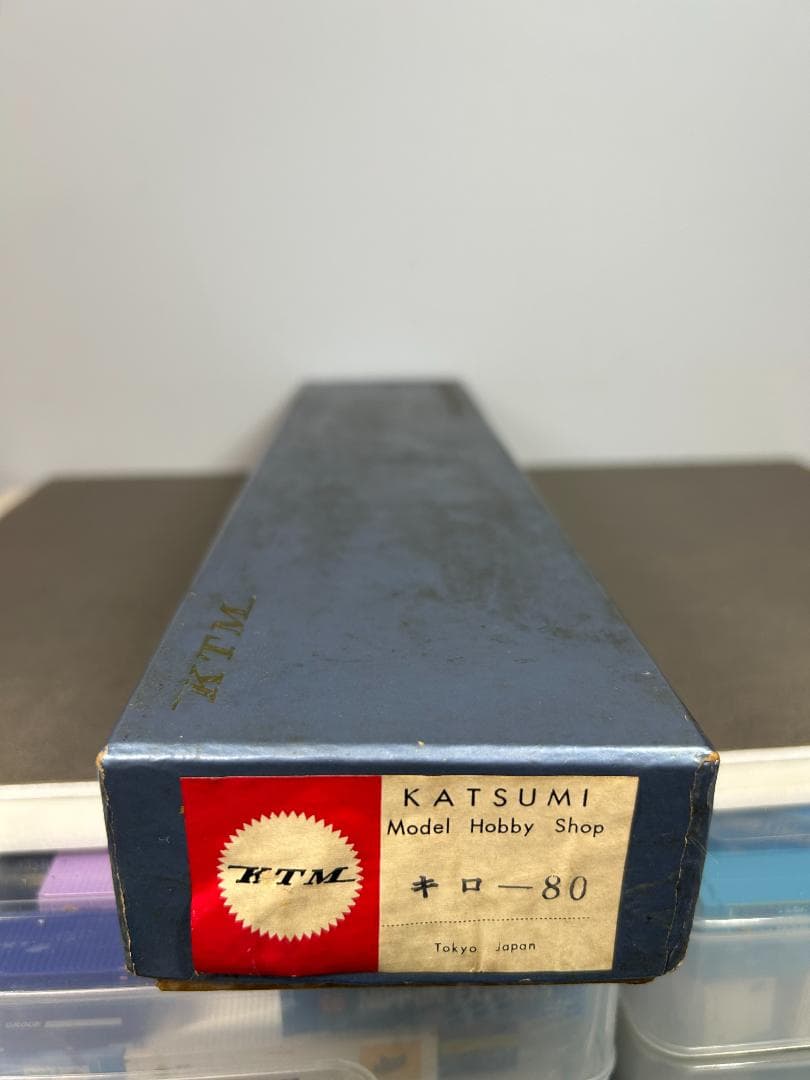 KTM
KTM
KATSUMI
Model Hobby Shop
キロ－80
Tokyo Japan